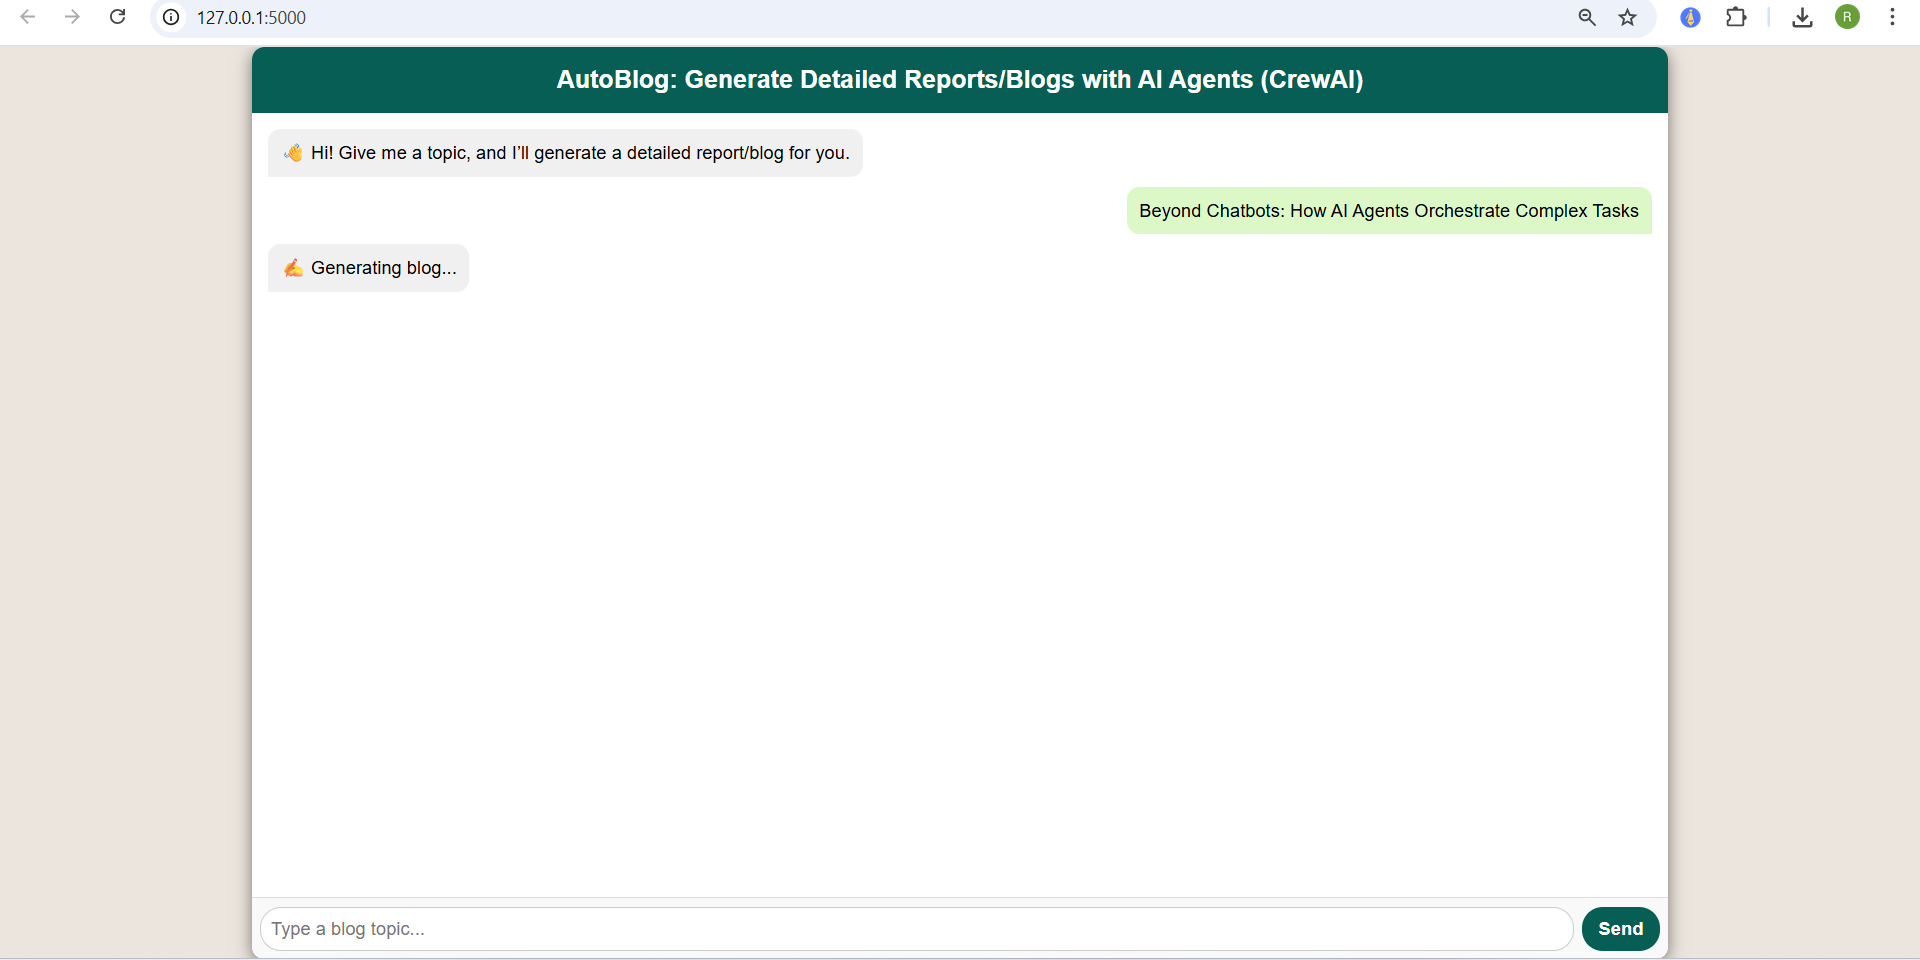 127.0.0.1:5000
R
AutoBlog: Generate Detailed Reports/Blogs with AI Agents (CrewAI)
👋 Hi! Give me a topic, and I’ll generate a detailed report/blog for you.
Beyond Chatbots: How AI Agents Orchestrate Complex Tasks
✍️ Generating blog...
Type a blog topic...
Send